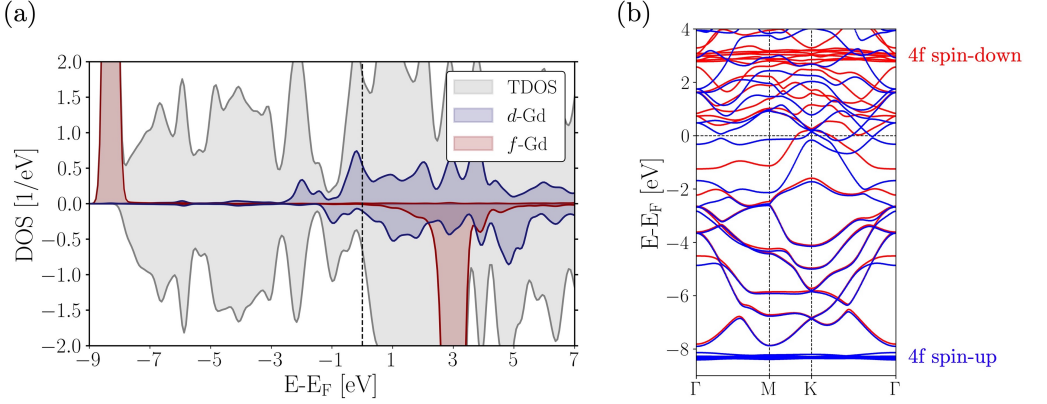 (a)
2.0
1.5
1.0
0.5
0.0
−0.5
−1.0
−1.5
−2.0
DOS [1/eV]
TDOS
d-Gd
f-Gd
−9 −7 −5 −3 −1 1 3 5 7
E-E_F [eV]
(b)
4
2
0
−2
−4
−6
−8
E-E_F [eV]
Γ M K Γ
4f spin-down
4f spin-up